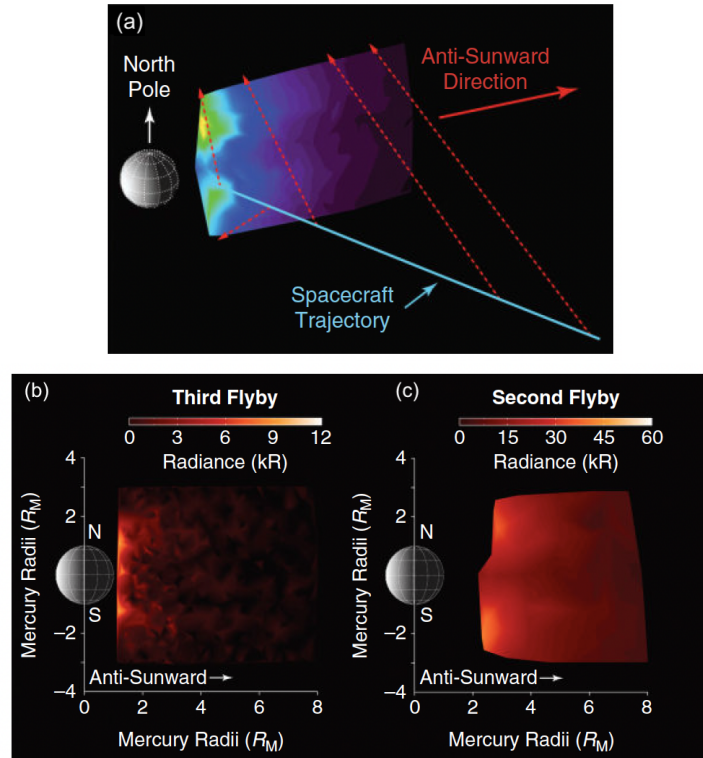 (a)
North
Pole
Anti-Sunward
Direction
Spacecraft
Trajectory
(b)
Third Flyby
0 3 6 9 12
Radiance (kR)
4
2
0
−2
−4
Mercury Radii (RM)
N
S
Anti-Sunward
0 2 4 6 8
Mercury Radii (RM)
(c)
Second Flyby
0 15 30 45 60
Radiance (kR)
4
2
0
−2
−4
Mercury Radii (RM)
N
S
Anti-Sunward
0 2 4 6 8
Mercury Radii (RM)